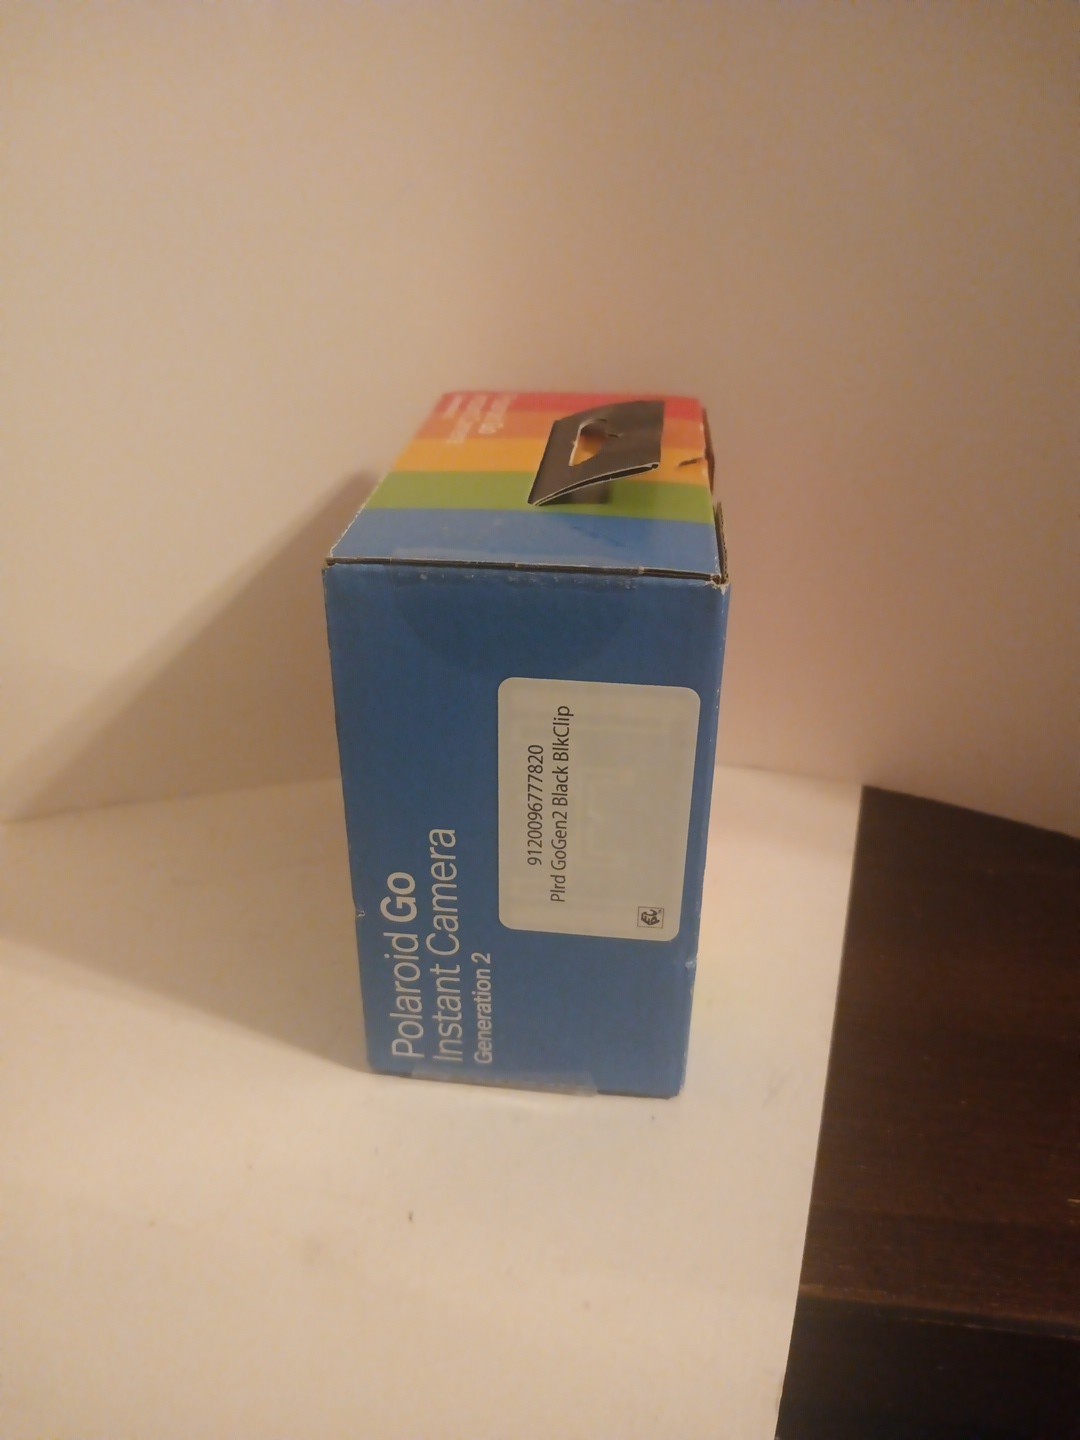 Polaroid Go
Instant Camera
Generation 2
9120096777820
Plrd GoGen2 Black BlkClip